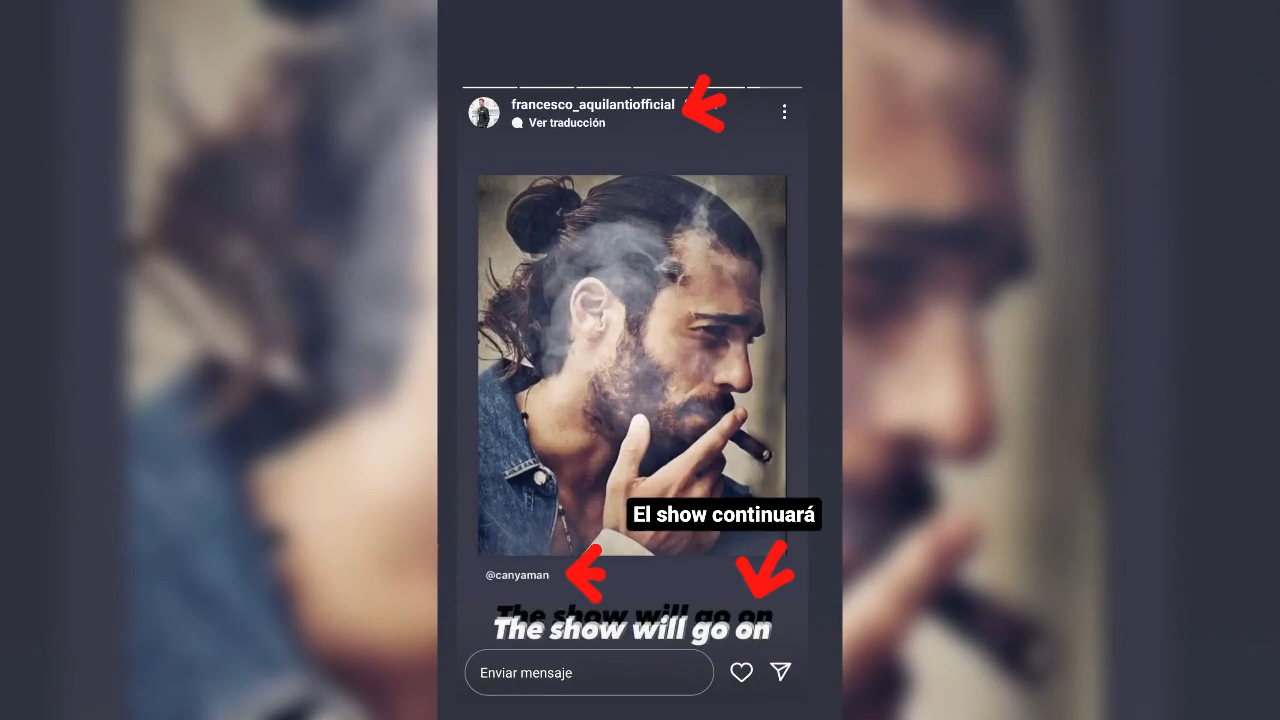 francesco_aquilantiofficial
Ver traducción
El show continuará
@canyaman
The show will go on
The show will go on
Enviar mensaje